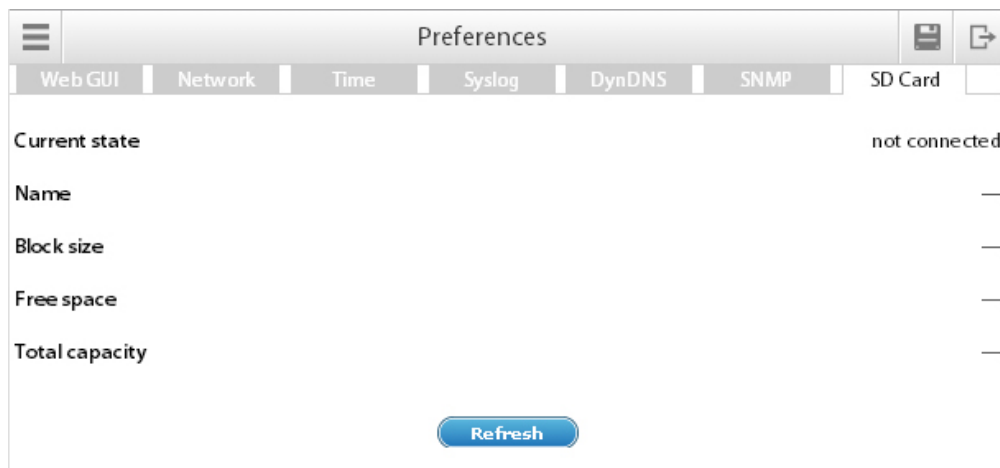 Preferences
Web GUI Network Time Syslog DynDNS SNMP SD Card
Current state not connected
Name —
Block size —
Free space —
Total capacity —
Refresh